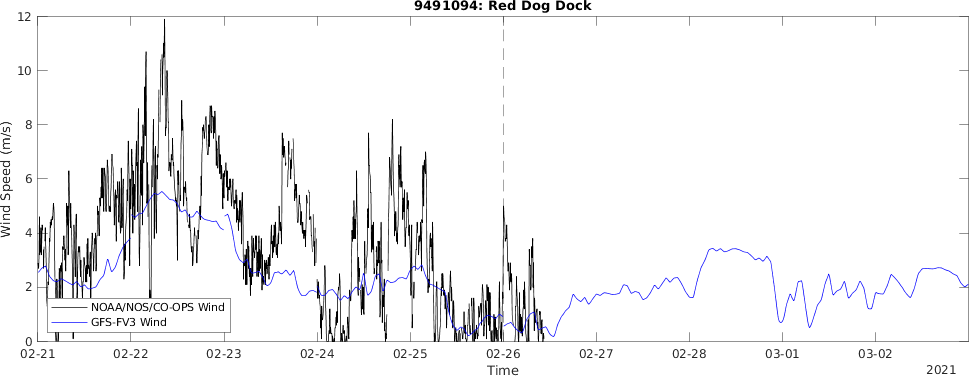 9491094: Red Dog Dock
Wind Speed (m/s)
12
10
8
6
4
2
0
NOAA/NOS/CO-OPS Wind
GFS-FV3 Wind
02-21 02-22 02-23 02-24 02-25 02-26 02-27 02-28 03-01 03-02
Time
2021